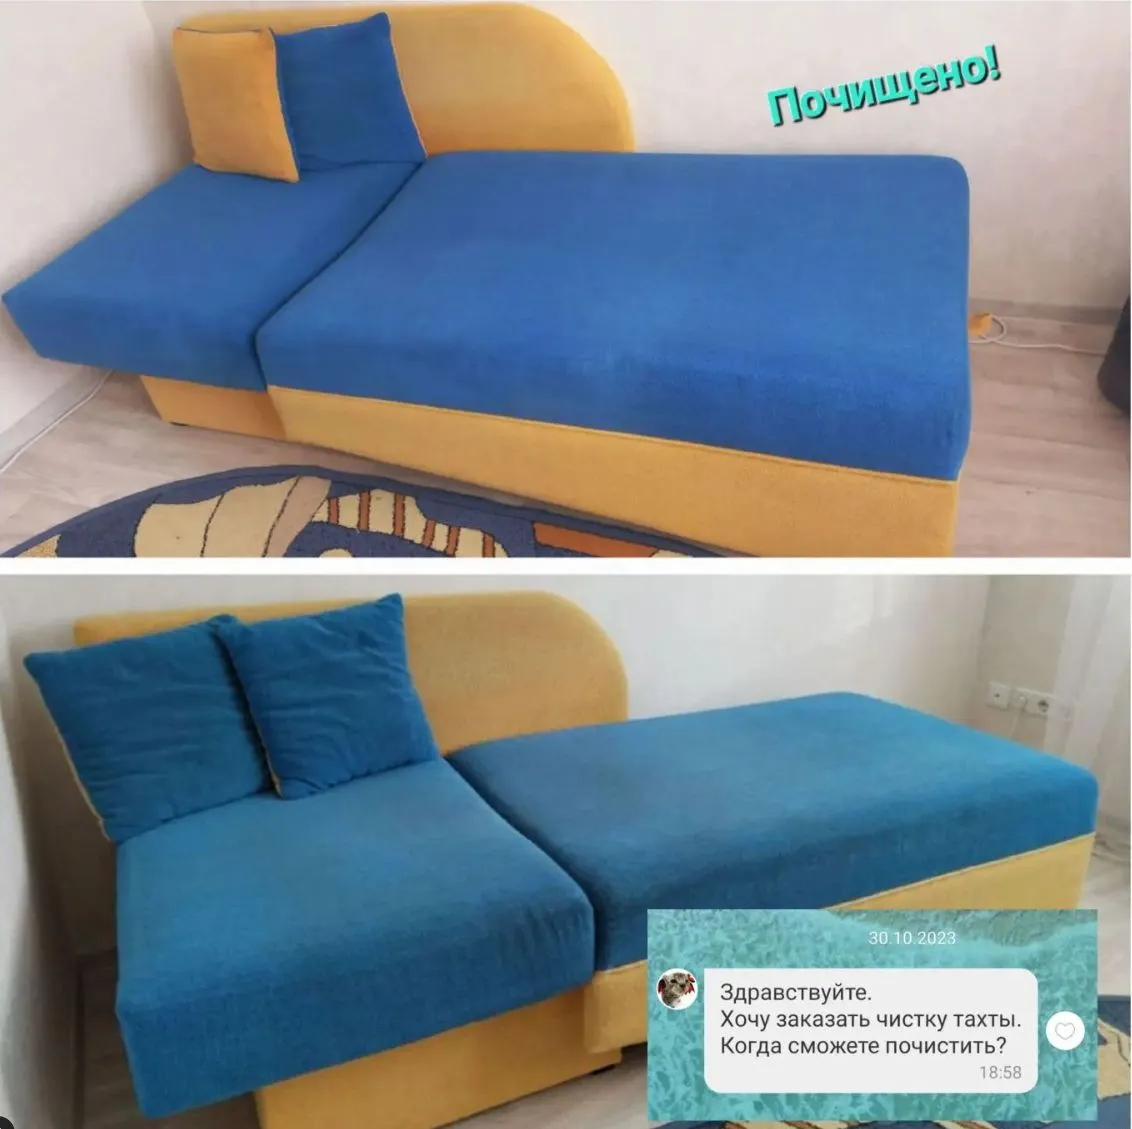 Почищено!
30.10.2023
Здравствуйте.
Хочу заказать чистку тахты.
Когда сможете почистить?
18:58